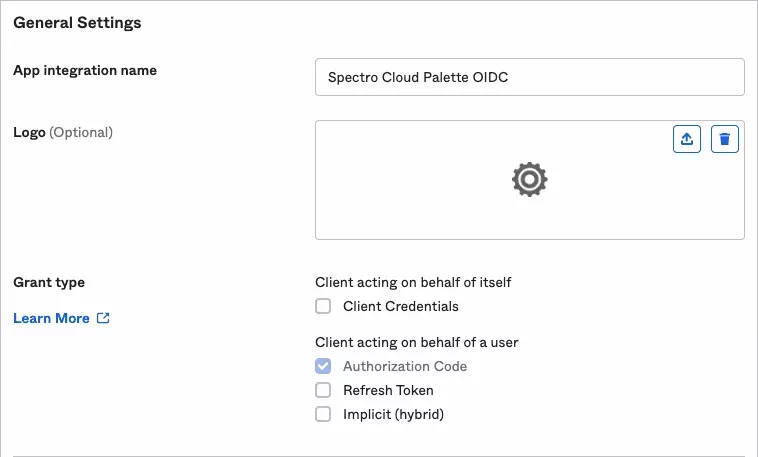 General Settings
App integration name
Spectro Cloud Palette OIDC
Logo (Optional)
Grant type
Client acting on behalf of itself
Client Credentials
Learn More
Client acting on behalf of a user
Authorization Code
Refresh Token
Implicit (hybrid)